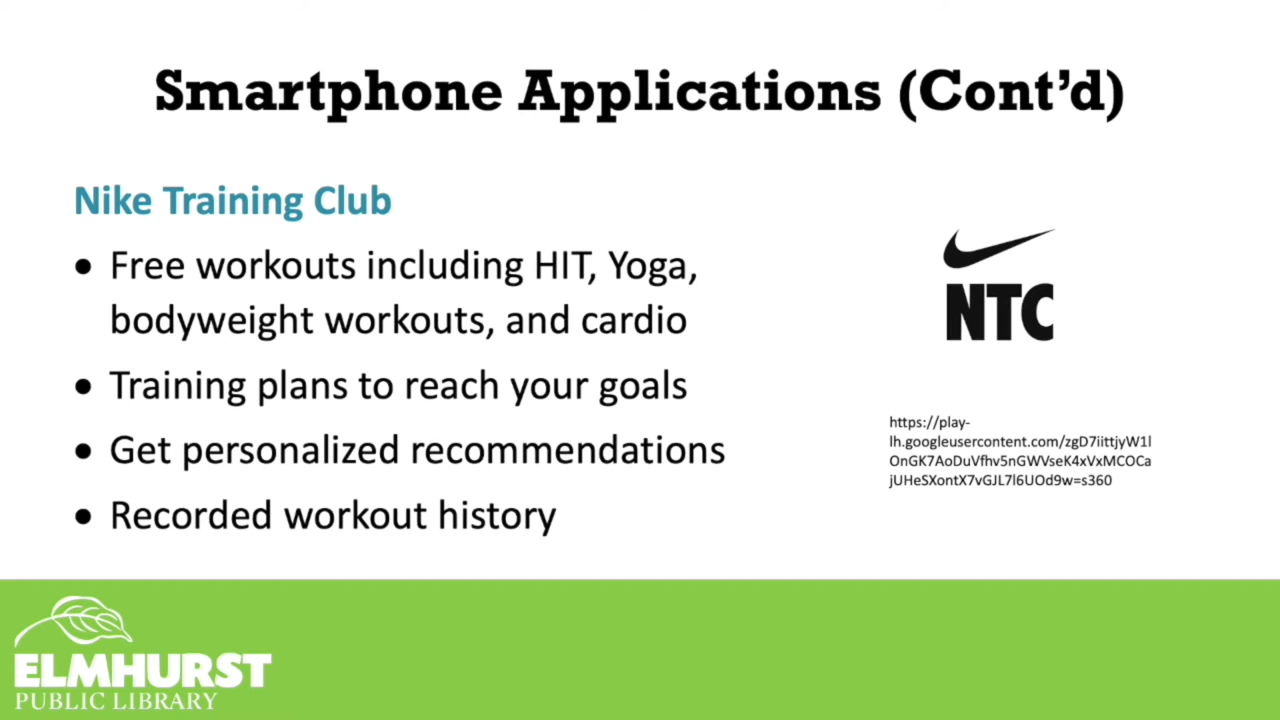 Smartphone Applications (Cont’d)
Nike Training Club
• Free workouts including HIT, Yoga,
bodyweight workouts, and cardio
• Training plans to reach your goals
• Get personalized recommendations
• Recorded workout history
NTC
https://play-
lh.googleusercontent.com/zgD7iittjyW1l
OnGK7AoDuVfhv5nGWVseK4xVxMCOCa
jUHeSXontX7vGJL7l6UOd9w=s360
ELMHURST
PUBLIC LIBRARY